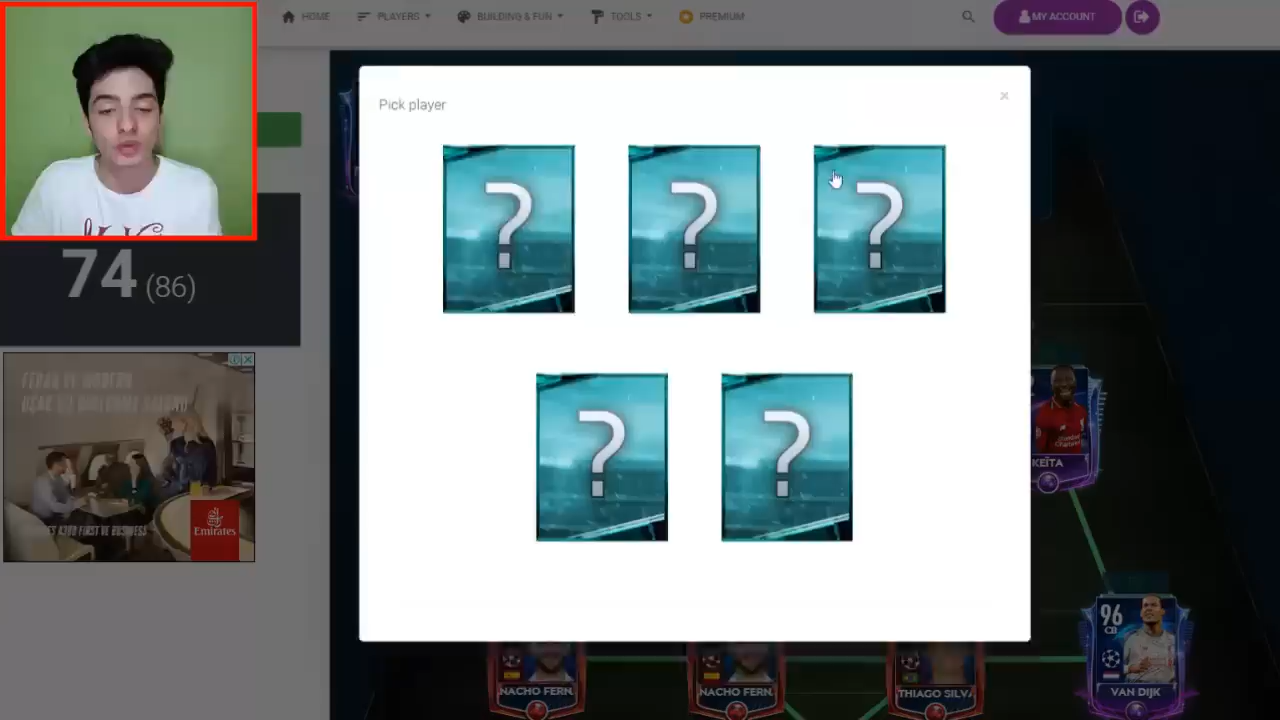 HOME
PLAYERS
BUILDING & FUN
TOOLS
PREMIUM
MY ACCOUNT
Pick player
?
?
?
?
?
74 (86)
Emirates
KEÏTA
96
CB
VAN DIJK
NACHO FERN
NACHO FERN
THIAGO SILVA